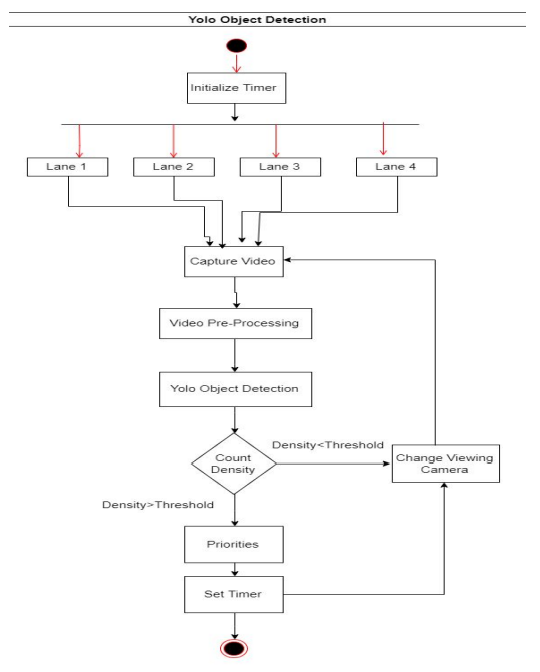 Yolo Object Detection
Initialize Timer
Lane 1
Lane 2
Lane 3
Lane 4
Capture Video
Video Pre-Processing
Yolo Object Detection
Density<Threshold
Count
Density
Change Viewing
Camera
Density>Threshold
Priorities
Set Timer